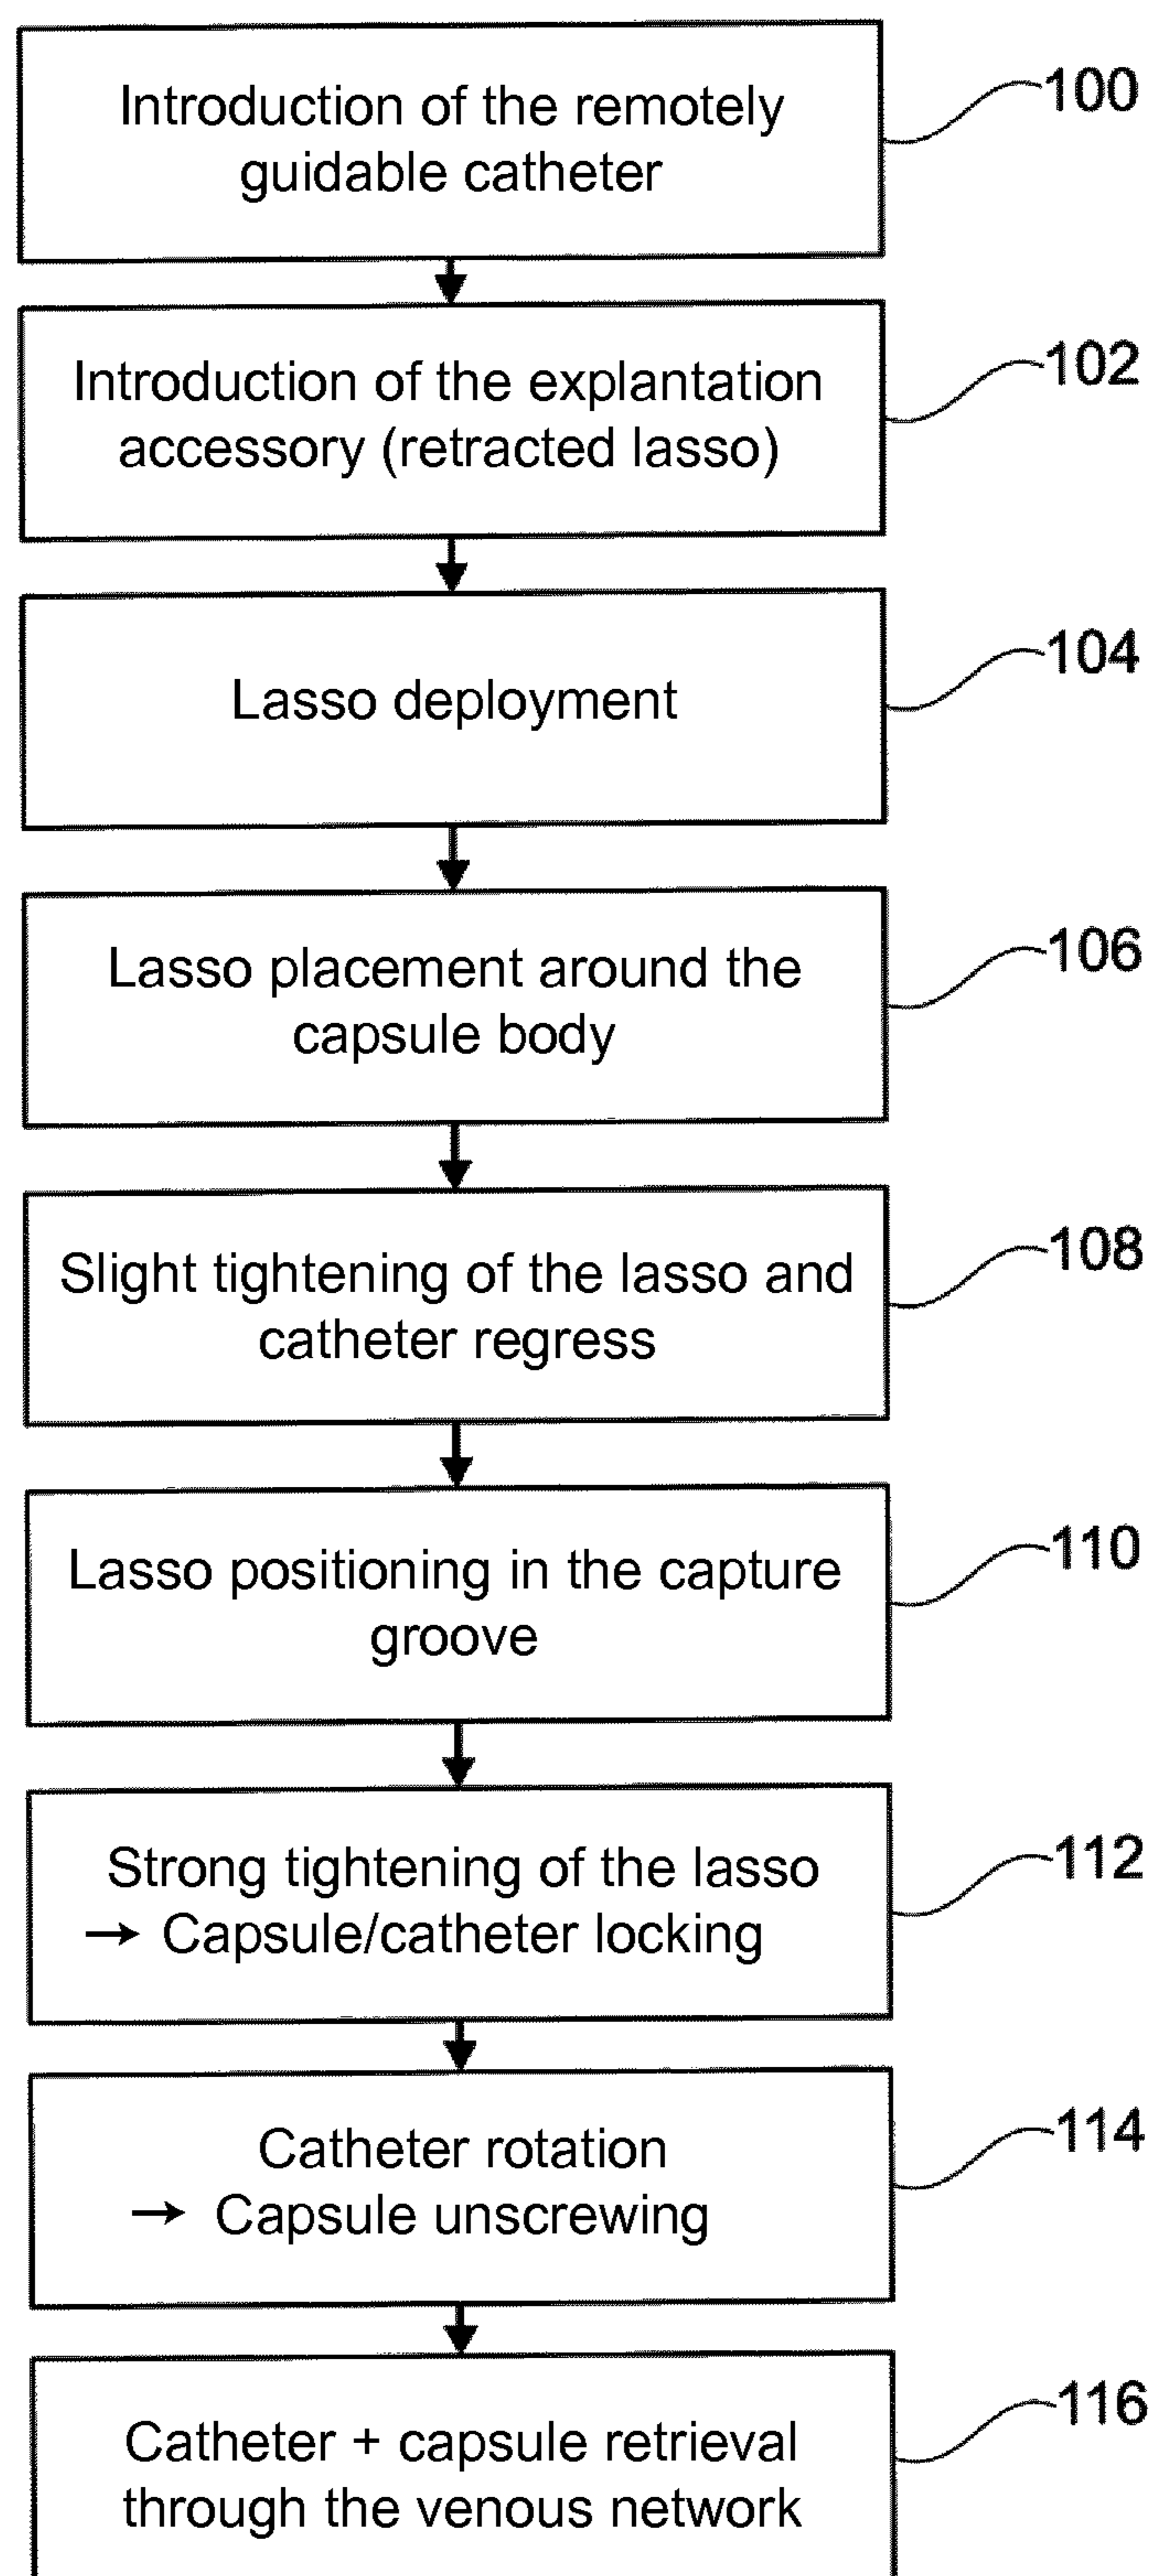 Introduction of the remotely
guidable catheter
100
Introduction of the explantation
accessory (retracted lasso)
102
Lasso deployment
104
Lasso placement around the
capsule body
106
Slight tightening of the lasso and
catheter regress
108
Lasso positioning in the capture
groove
110
Strong tightening of the lasso
→ Capsule/catheter locking
112
Catheter rotation
→ Capsule unscrewing
114
Catheter + capsule retrieval
through the venous network
116